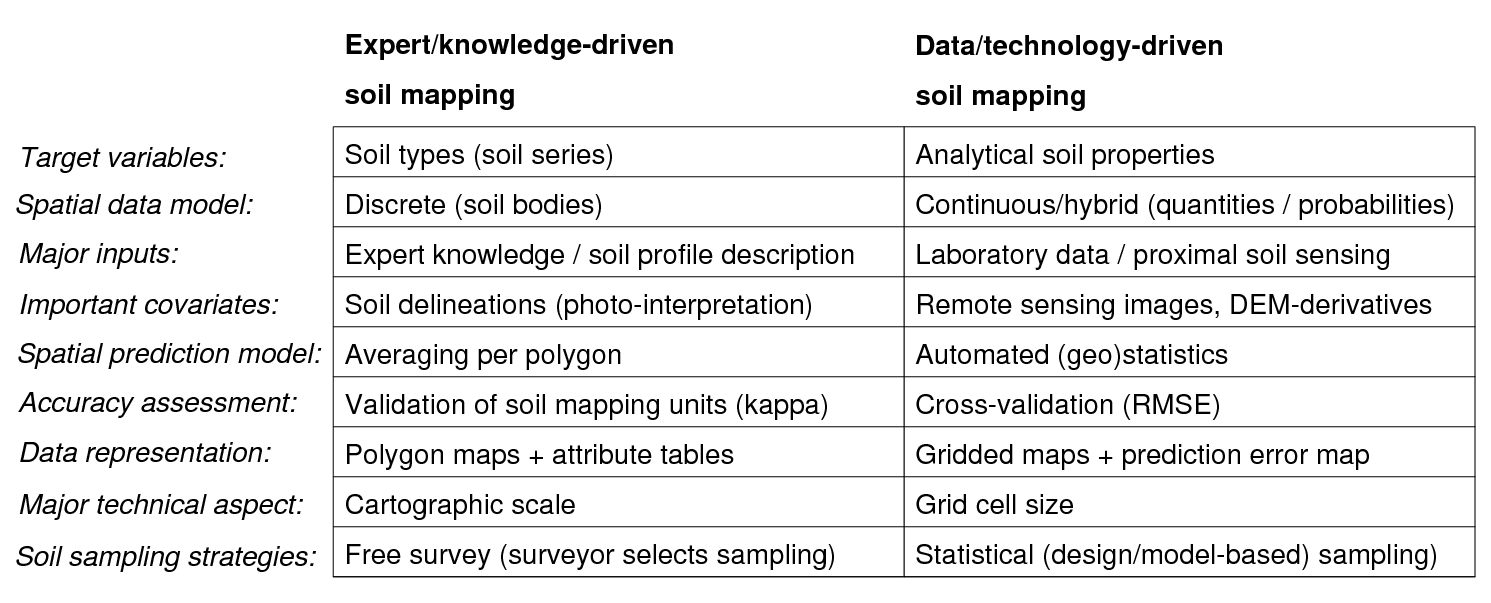 Expert/knowledge-driven Data/technology-driven
soil mapping soil mapping
Target variables: Soil types (soil series) Analytical soil properties
Spatial data model: Discrete (soil bodies) Continuous/hybrid (quantities / probabilities)
Major inputs: Expert knowledge / soil profile description Laboratory data / proximal soil sensing
Important covariates: Soil delineations (photo-interpretation) Remote sensing images, DEM-derivatives
Spatial prediction model: Averaging per polygon Automated (geo)statistics
Accuracy assessment: Validation of soil mapping units (kappa) Cross-validation (RMSE)
Data representation: Polygon maps + attribute tables Gridded maps + prediction error map
Major technical aspect: Cartographic scale Grid cell size
Soil sampling strategies: Free survey (surveyor selects sampling) Statistical (design/model-based) sampling)